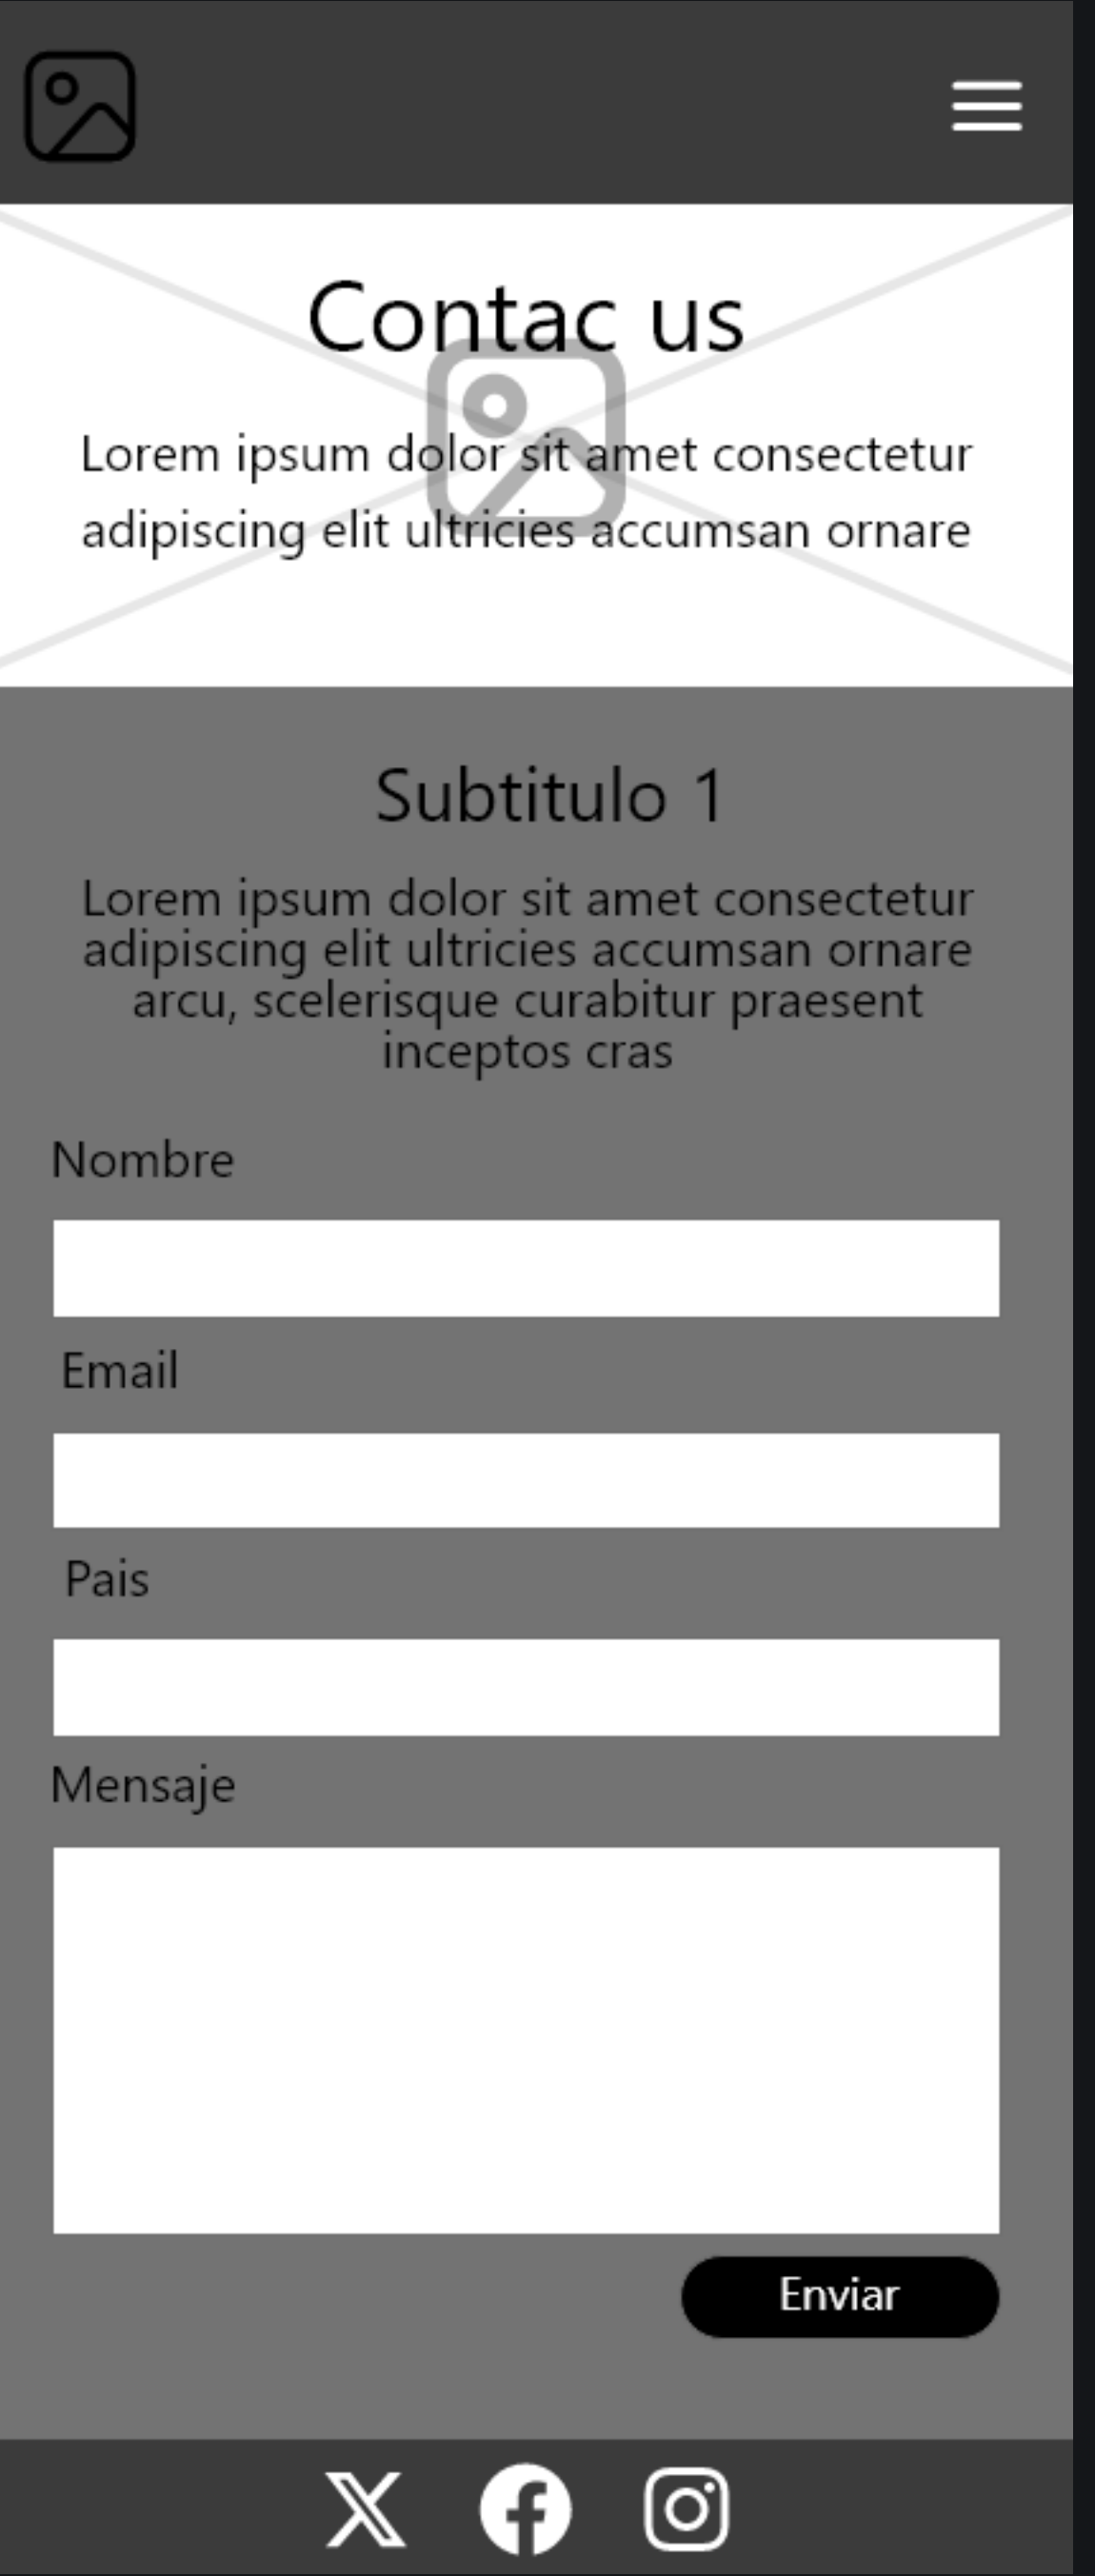 Contac us
Lorem ipsum dolor sit amet consectetur
adipiscing elit ultricies accumsan ornare
Subtitulo 1
Lorem ipsum dolor sit amet consectetur
adipiscing elit ultricies accumsan ornare
arcu, scelerisque curabitur praesent
inceptos cras
Nombre
Email
Pais
Mensaje
Enviar